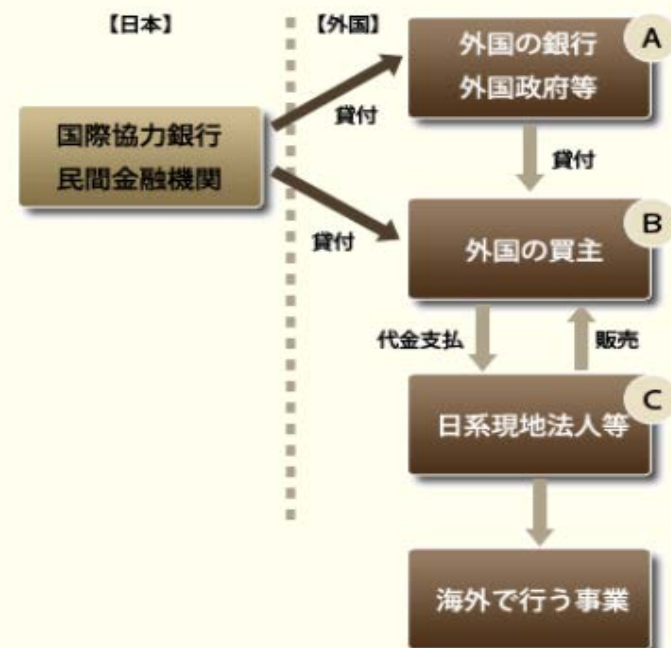 【日本】
【外国】
A
外国の銀行
外国政府等
国際協力銀行
民間金融機関
貸付
貸付
貸付
B
外国の買主
代金支払
販売
C
日系現地法人等
海外で行う事業